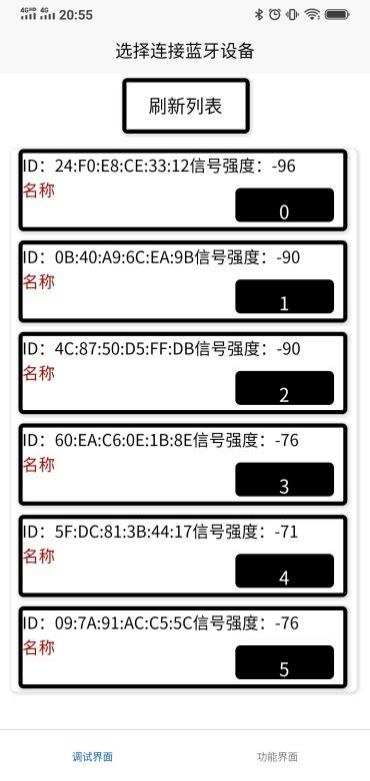 4G HD 4G 20:55
选择连接蓝牙设备
刷新列表
ID：24:F0:E8:CE:33:12信号强度：-96
名称
0
ID：0B:40:A9:6C:EA:9B信号强度：-90
名称
1
ID：4C:87:50:D5:FF:DB信号强度：-90
名称
2
ID：60:EA:C6:0E:1B:8E信号强度：-76
名称
3
ID：5F:DC:81:3B:44:17信号强度：-71
名称
4
ID：09:7A:91:AC:C5:5C信号强度：-76
名称
5
调试界面 功能界面